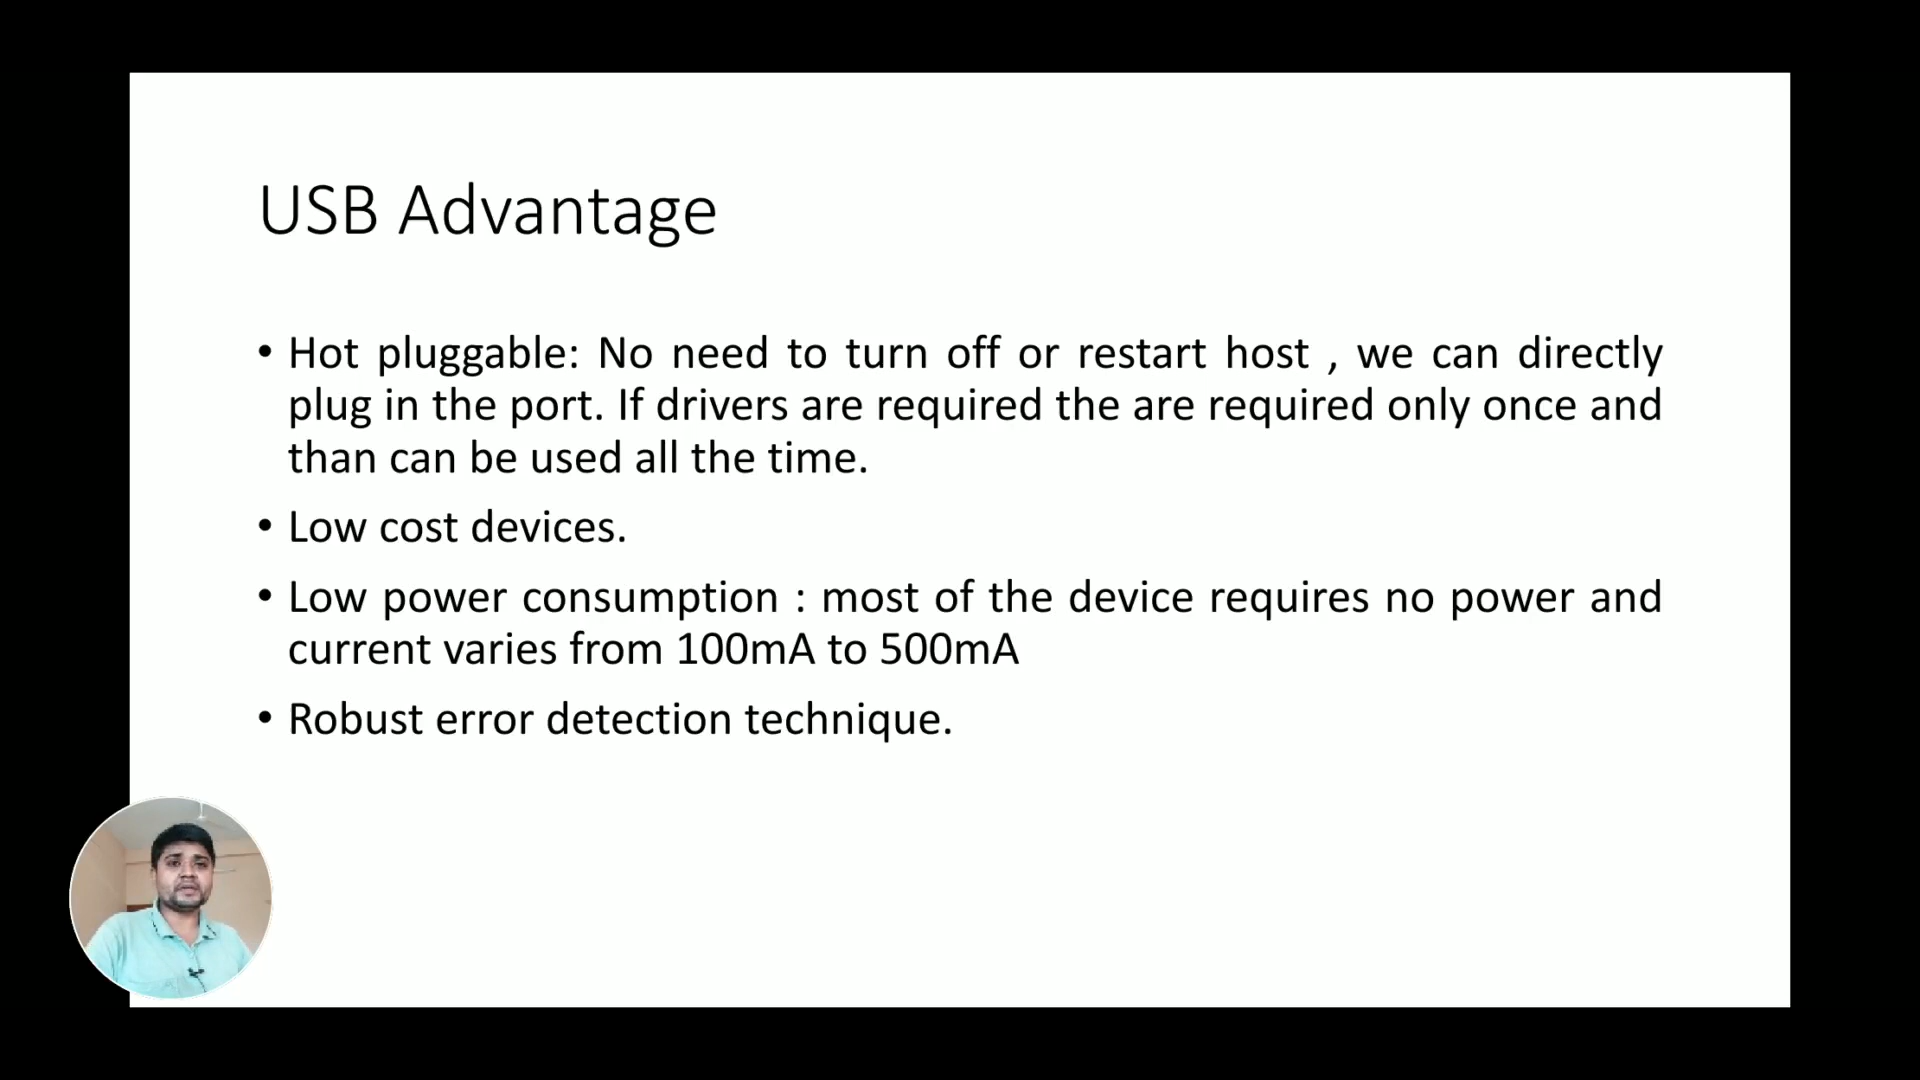 USB Advantage
• Hot pluggable: No need to turn off or restart host , we can directly
plug in the port. If drivers are required the are required only once and
than can be used all the time.
• Low cost devices.
• Low power consumption : most of the device requires no power and
current varies from 100mA to 500mA
• Robust error detection technique.